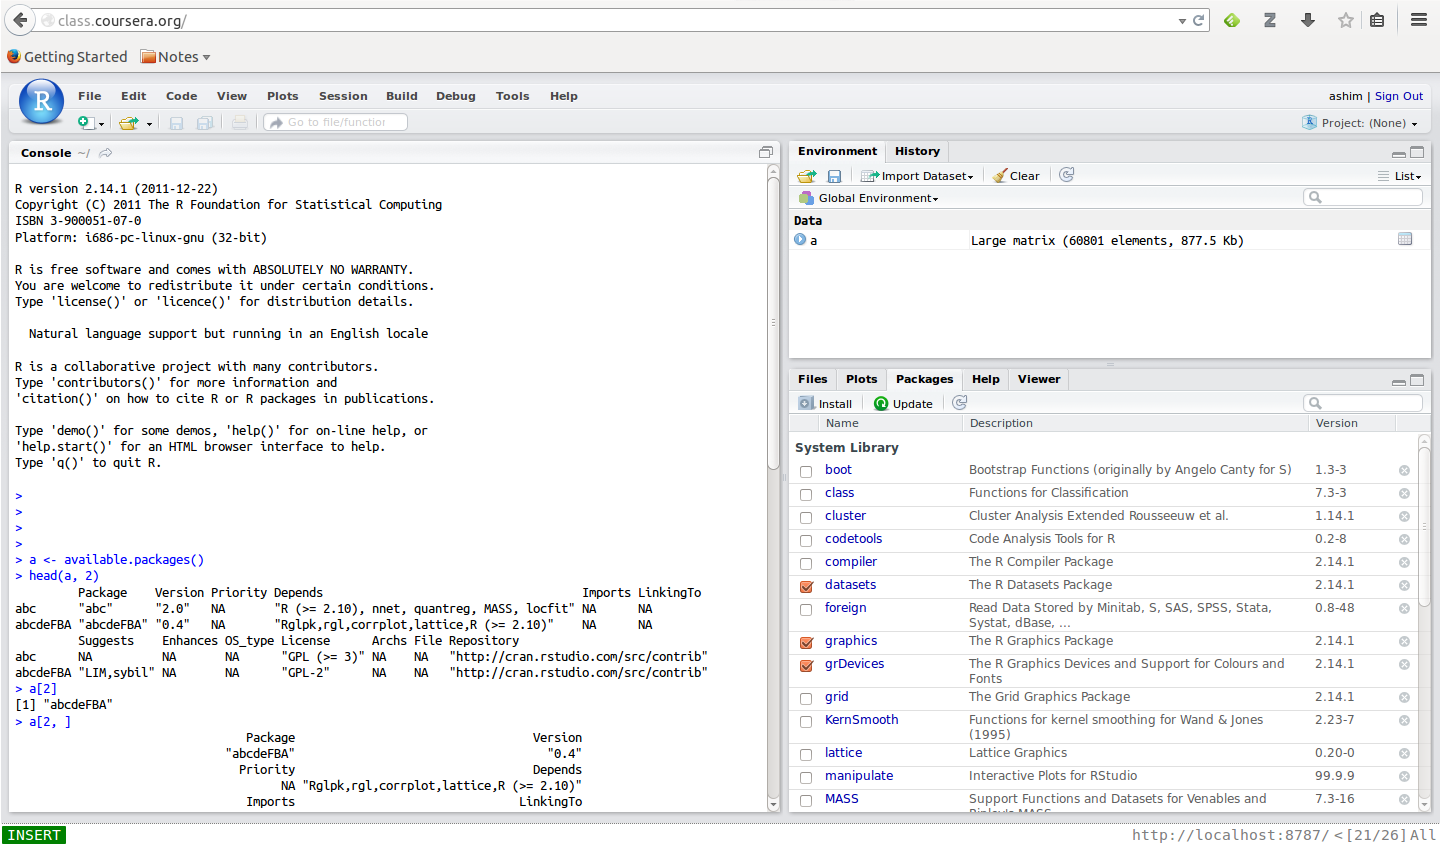 class.coursera.org/
Getting Started Notes
R File Edit Code View Plots Session Build Debug Tools Help ashim | Sign Out
Go to file/function R Project: (None)
Console ~/
R version 2.14.1 (2011-12-22)
Copyright (C) 2011 The R Foundation for Statistical Computing
ISBN 3-900051-07-0
Platform: i686-pc-linux-gnu (32-bit)
R is free software and comes with ABSOLUTELY NO WARRANTY.
You are welcome to redistribute it under certain conditions.
Type 'license()' or 'licence()' for distribution details.
Natural language support but running in an English locale
R is a collaborative project with many contributors.
Type 'contributors()' for more information and
'citation()' on how to cite R or R packages in publications.
Type 'demo()' for some demos, 'help()' for on-line help, or
'help.start()' for an HTML browser interface to help.
Type 'q()' to quit R.
>
>
>
>
> a <- available.packages()
> head(a, 2)
Package Version Priority Depends Imports LinkingTo
abc "abc" "2.0" NA "R (>= 2.10), nnet, quantreg, MASS, locfit" NA NA
abcdeFBA "abcdeFBA" "0.4" NA "Rglpk,rgl,corrplot,lattice,R (>= 2.10)" NA NA
Suggests Enhances OS_type License Archs File Repository
abc NA NA NA "GPL (>= 3)" NA NA "http://cran.rstudio.com/src/contrib"
abcdeFBA "LIM,sybil" NA NA "GPL-2" NA NA "http://cran.rstudio.com/src/contrib"
> a[2]
[1] "abcdeFBA"
> a[2, ]
Package Version
"abcdeFBA" "0.4"
Priority Depends
NA "Rglpk,rgl,corrplot,lattice,R (>= 2.10)"
Imports LinkingTo
Environment History
Import Dataset Clear List
Global Environment
Data
a Large matrix (60801 elements, 877.5 Kb)
Files Plots Packages Help Viewer
Install Update
Name Description Version
System Library
boot Bootstrap Functions (originally by Angelo Canty for S) 1.3-3
class Functions for Classification 7.3-3
cluster Cluster Analysis Extended Rousseeuw et al. 1.14.1
codetools Code Analysis Tools for R 0.2-8
compiler The R Compiler Package 2.14.1
datasets The R Datasets Package 2.14.1
foreign Read Data Stored by Minitab, S, SAS, SPSS, Stata, 0.8-48
Systat, dBase, ...
graphics The R Graphics Package 2.14.1
grDevices The R Graphics Devices and Support for Colours and 2.14.1
Fonts
grid The Grid Graphics Package 2.14.1
KernSmooth Functions for kernel smoothing for Wand & Jones 2.23-7
(1995)
lattice Lattice Graphics 0.20-0
manipulate Interactive Plots for RStudio 99.9.9
MASS Support Functions and Datasets for Venables and 7.3-16
INSERT http://localhost:8787/ <[21/26]All